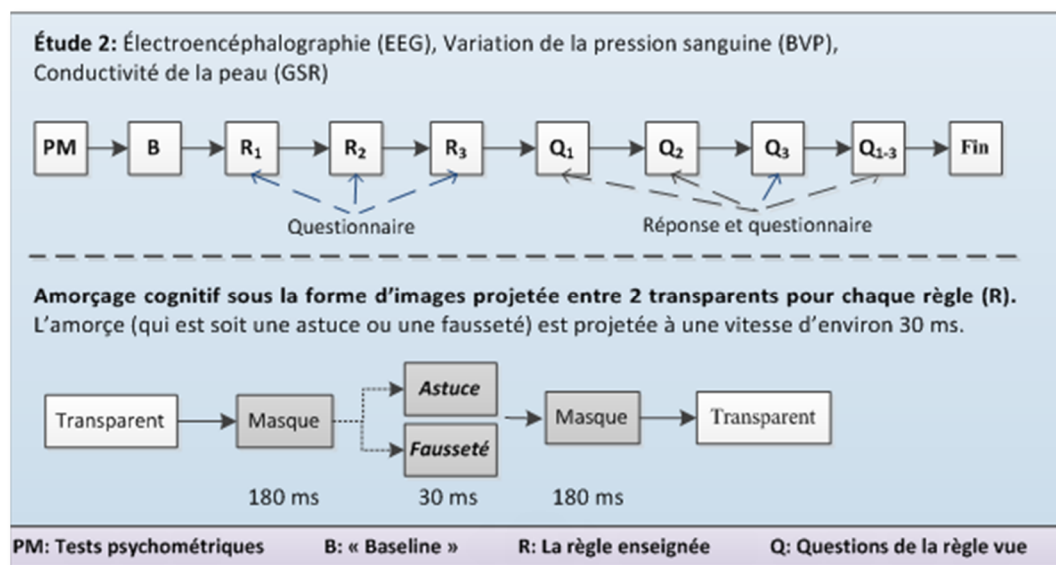 Étude 2: Électroencéphalographie (EEG), Variation de la pression sanguine (BVP),
Conductivité de la peau (GSR)
PM B R1 R2 R3 Q1 Q2 Q3 Q1-3 Fin
Questionnaire Réponse et questionnaire
Amorçage cognitif sous la forme d'images projetée entre 2 transparents pour chaque règle (R).
L'amorçe (qui est soit une astuce ou une fausseté) est projetée à une vitesse d'environ 30 ms.
Astuce
Transparent Masque Masque Transparent
Fausseté
180 ms 30 ms 180 ms
PM: Tests psychométriques B: « Baseline » R: La règle enseignée Q: Questions de la règle vue